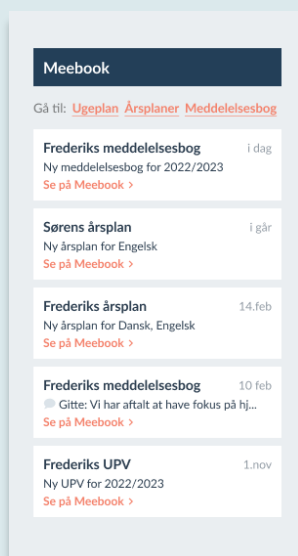 Meebook
Gå til: Ugeplan Årsplaner Meddelelsesbog
Frederiks meddelelsesbog i dag
Ny meddelelsesbog for 2022/2023
Se på Meebook >
Sørens årsplan i går
Ny årsplan for Engelsk
Se på Meebook >
Frederiks årsplan 14.feb
Ny årsplan for Dansk, Engelsk
Se på Meebook >
Frederiks meddelelsesbog 10 feb
Gitte: Vi har aftalt at have fokus på hj...
Se på Meebook >
Frederiks UPV 1.nov
Ny UPV for 2022/2023
Se på Meebook >